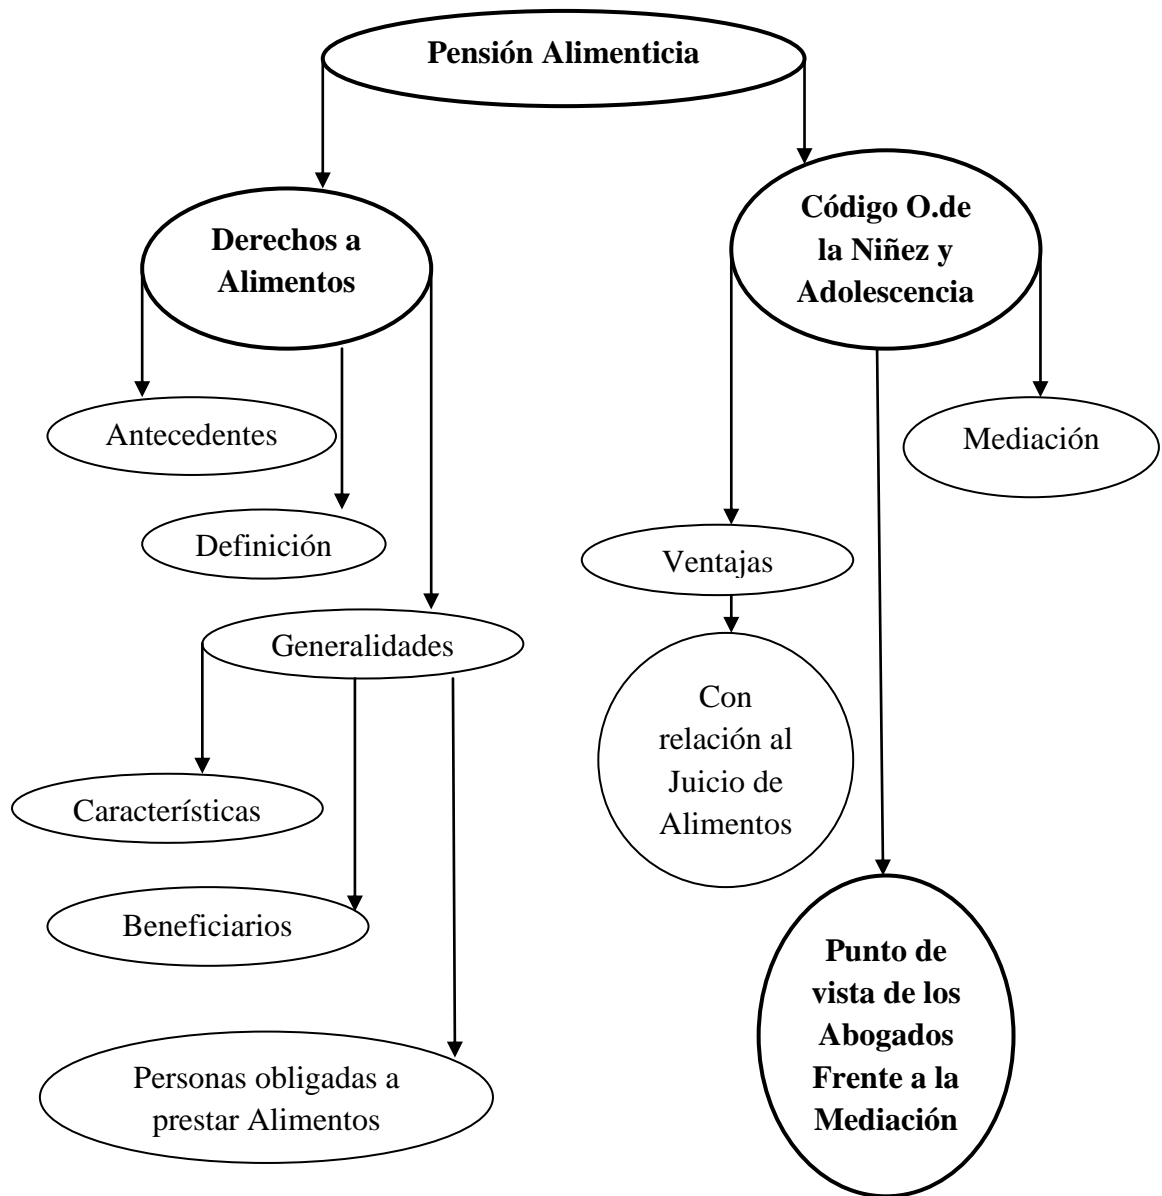 Pensión Alimenticia
Derechos a
Alimentos
Código O.de
la Niñez y
Adolescencia
Antecedentes
Mediación
Definición
Ventajas
Generalidades
Con
relación al
Juicio de
Alimentos
Característicias
Beneficiarios
Punto de
vista de los
Abogados
Frente a la
Mediación
Personas obligadas a
prestar Alimentos